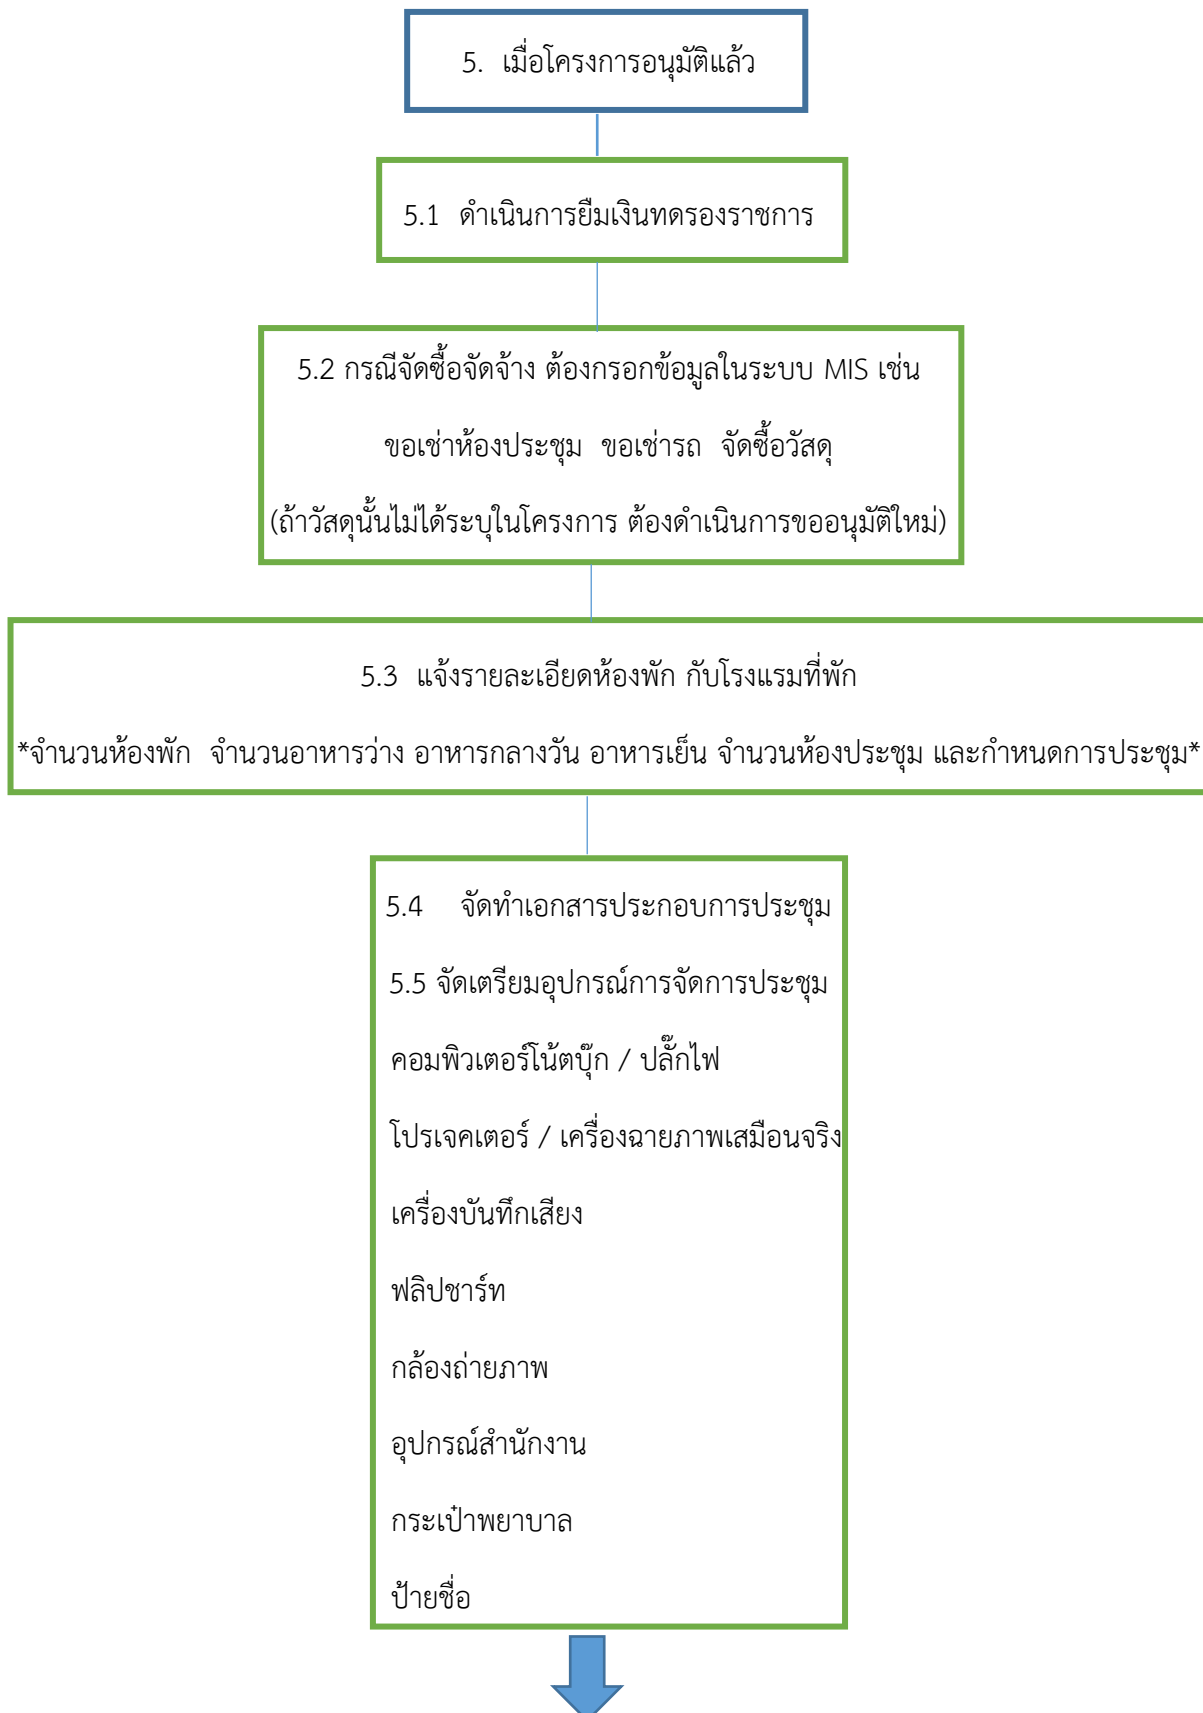 5. เมื่อโครงการอนุมัติแล้ว
5.1 ดำเนินการยืมเงินทดรองราชการ
5.2 กรณีจัดซื้อจัดจ้าง ต้องกรอกข้อมูลในระบบ MIS เช่น
ขอเช่าห้องประชุม ขอเช่ารถ จัดซื้อวัสดุ
(ถ้าวัสดุนั้นไม่ได้ระบุในโครงการ ต้องดำเนินการขออนุมัติใหม่)
5.3 แจ้งรายละเอียดห้องพัก กับโรงแรมที่พัก
*จำนวนห้องพัก จำนวนอาหารว่าง อาหารกลางวัน อาหารเย็น จำนวนห้องประชุม และกำหนดการประชุม*
5.4 จัดทำเอกสารประกอบการประชุม
5.5 จัดเตรียมอุปกรณ์การจัดการประชุม
คอมพิวเตอร์โน้ตบุ๊ก / ปลั๊กไฟ
โปรเจคเตอร์ / เครื่องฉายภาพเสมือนจริง
เครื่องบันทึกเสียง
ฟลิปชาร์ท
กล้องถ่ายภาพ
อุปกรณ์สำนักงาน
กระเป๋าพยาบาล
ป้ายชื่อ